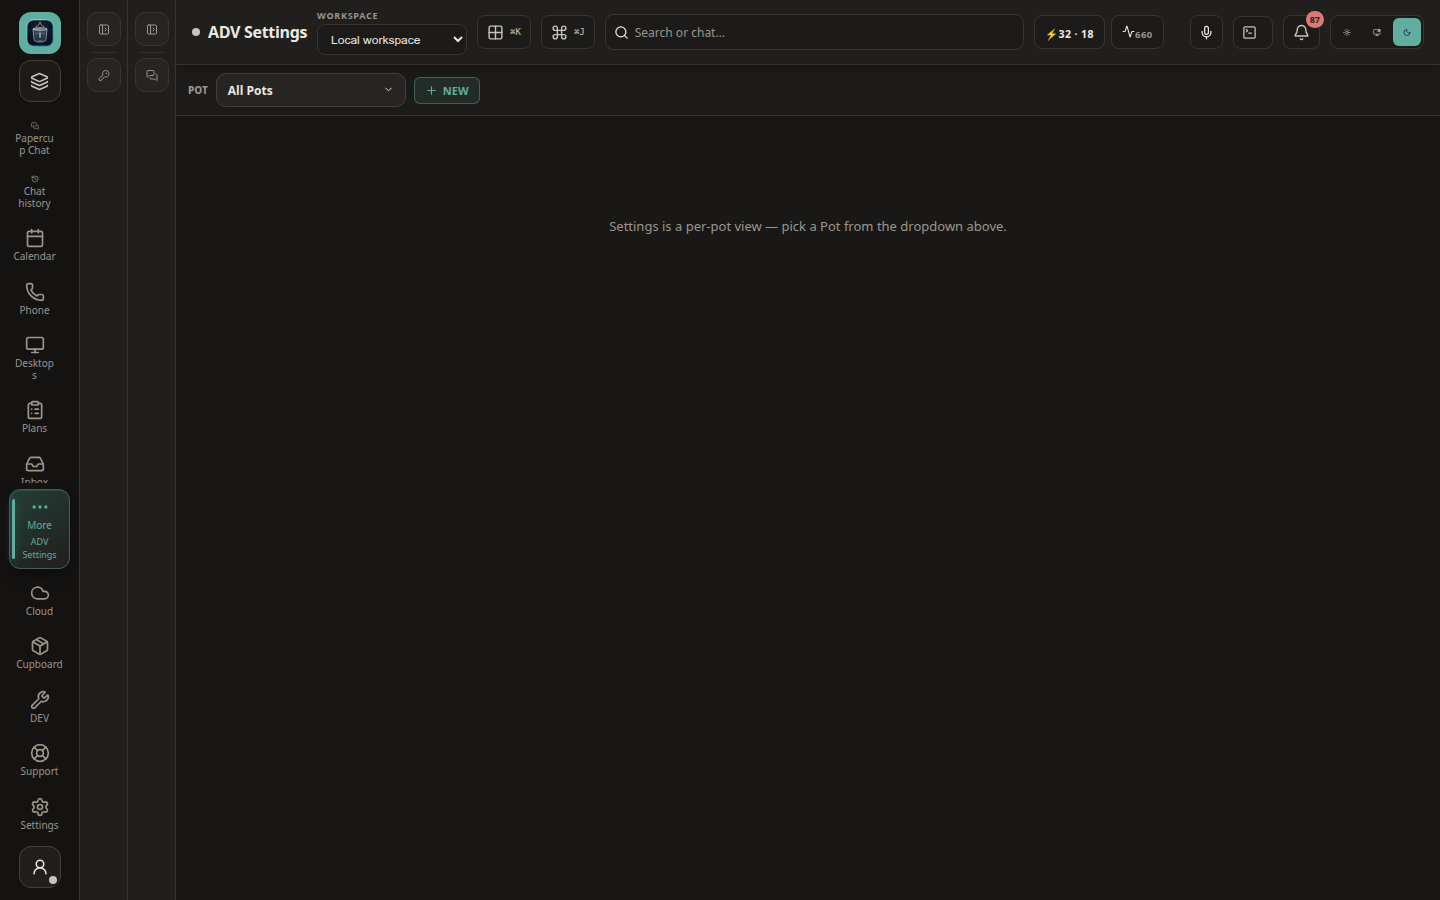 WORKSPACE
ADV Settings
Local workspace
⌘K
⌘J
Search or chat...
⚡32 · 18
660
87
POT
All Pots
NEW
Settings is a per-pot view — pick a Pot from the dropdown above.
Papercu
p Chat
Chat
history
Calendar
Phone
Desktop
s
Plans
Inbox
More
ADV
Settings
Cloud
Cupboard
DEV
Support
Settings